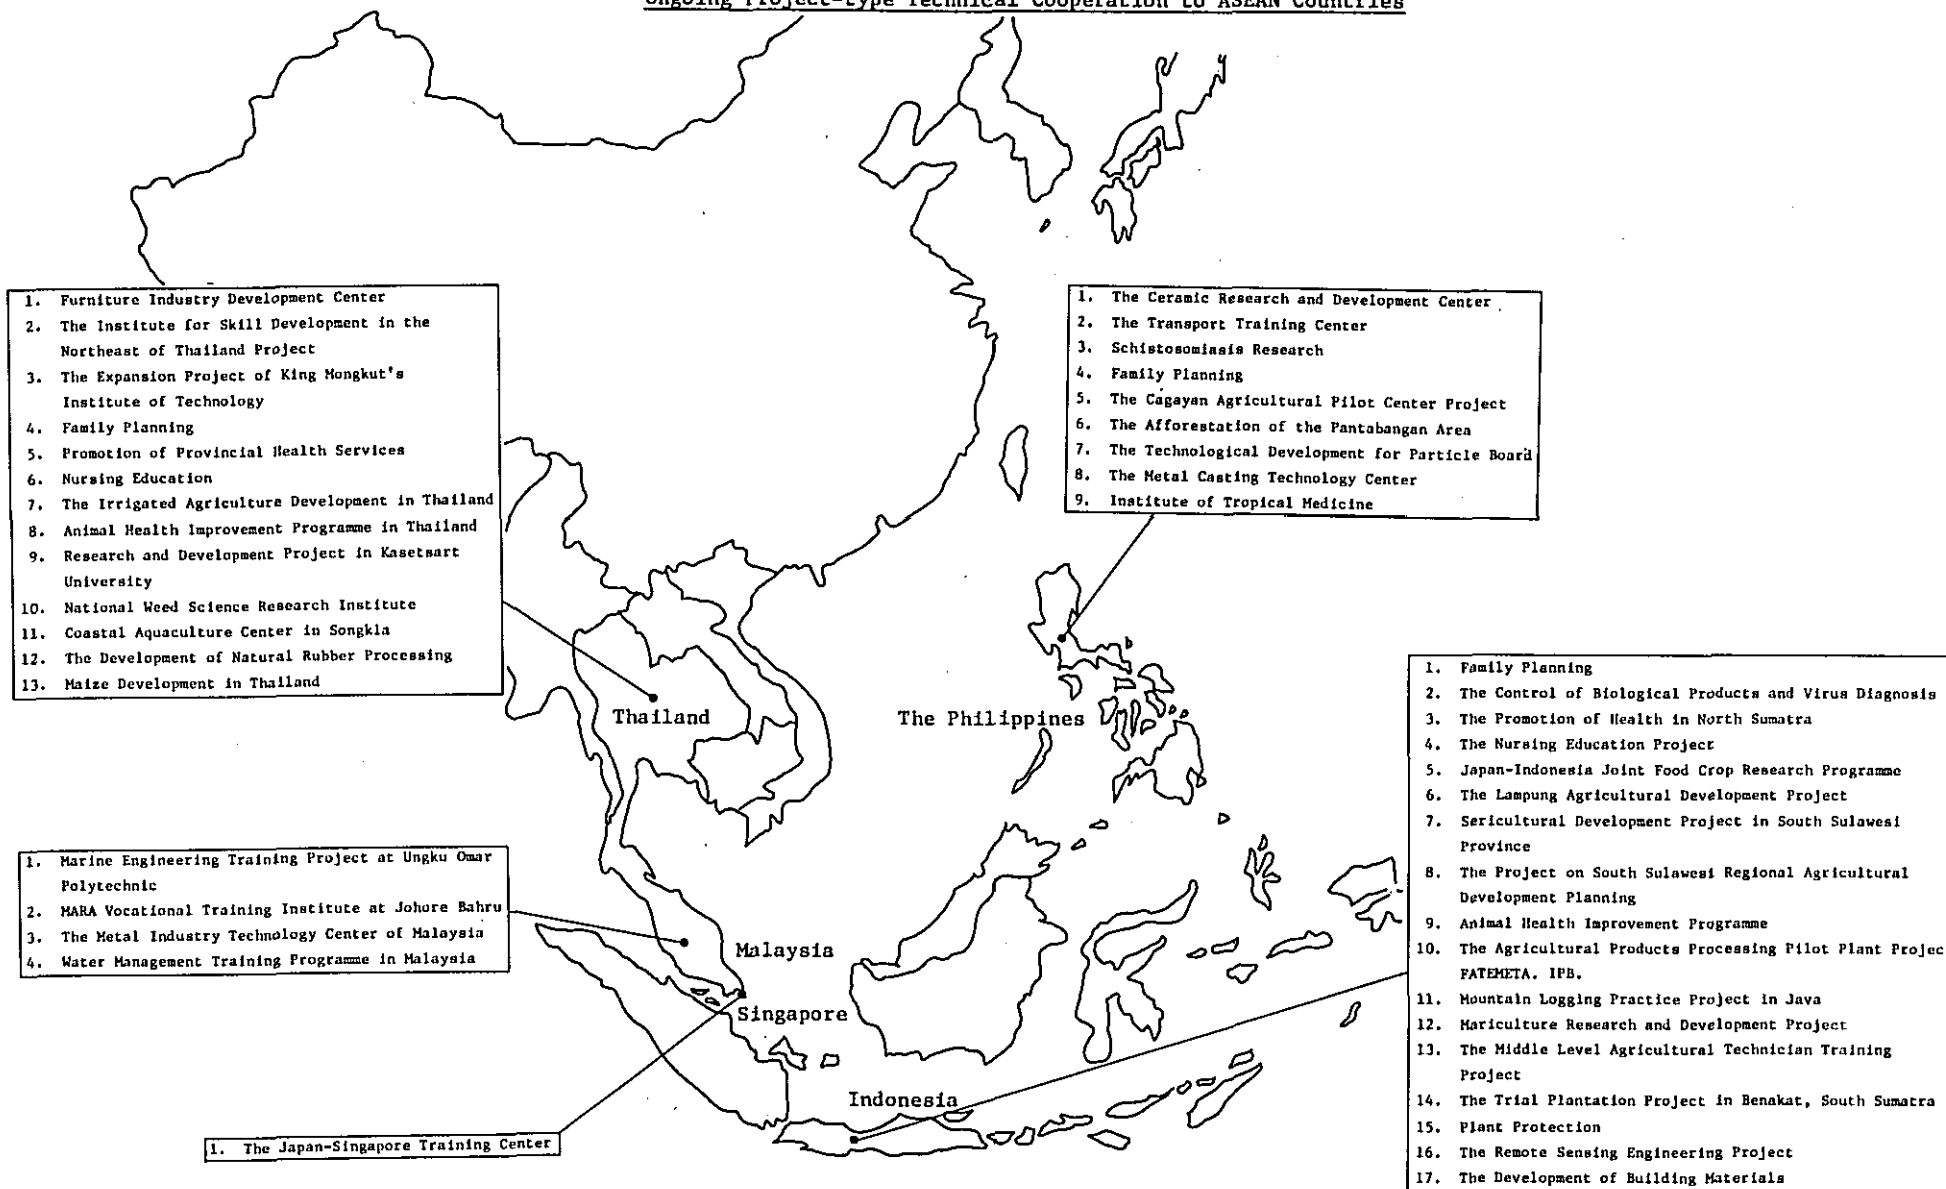 Ongoing Project-type Technical Cooperation to ASEAN Countries
1. Furniture Industry Development Center
2. The Institute for Skill Development in the
Northeast of Thailand Project
3. The Expansion Project of King Mongkut's
Institute of Technology
4. Family Planning
5. Promotion of Provincial Health Services
6. Nursing Education
7. The Irrigated Agriculture Development in Thailand
8. Animal Health Improvement Programme in Thailand
9. Research and Development Project in Kasetsart
University
10. National Weed Science Research Institute
11. Coastal Aquaculture Center in Songkla
12. The Development of Natural Rubber Processing
13. Maize Development in Thailand
1. The Ceramic Research and Development Center
2. The Transport Training Center
3. Schistosomiasis Research
4. Family Planning
5. The Cagayan Agricultural Pilot Center Project
6. The Afforestation of the Pantabangan Area
7. The Technological Development for Particle Board
8. The Metal Casting Technology Center
9. Institute of Tropical Medicine
Thailand
The Philippines
1. Marine Engineering Training Project at Ungku Omar
Polytechnic
2. MARA Vocational Training Institute at Johore Bahru
3. The Metal Industry Technology Center of Malaysia
4. Water Management Training Programme in Malaysia
Malaysia
Singapore
Indonesia
1. The Japan-Singapore Training Center
1. Family Planning
2. The Control of Biological Products and Virus Diagnosis
3. The Promotion of Health in North Sumatra
4. The Nursing Education Project
5. Japan-Indonesia Joint Food Crop Research Programme
6. The Lampung Agricultural Development Project
7. Sericultural Development Project in South Sulawesi
Province
8. The Project on South Sulawesi Regional Agricultural
Development Planning
9. Animal Health Improvement Programme
10. The Agricultural Products Processing Pilot Plant Projec
FATEMETA. IPB.
11. Mountain Logging Practice Project in Java
12. Mariculture Research and Development Project
13. The Middle Level Agricultural Technician Training
Project
14. The Trial Plantation Project in Benakat, South Sumatra
15. Plant Protection
16. The Remote Sensing Engineering Project
17. The Development of Building Materials